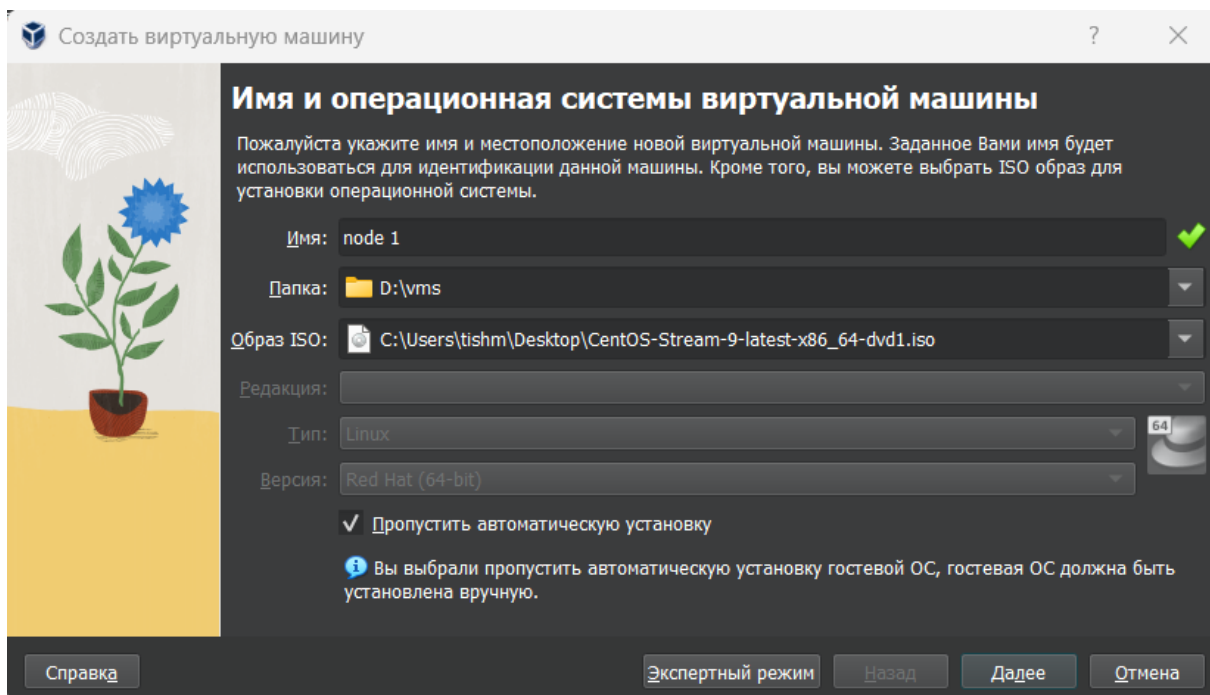 Создать виртуальную машину
?
Имя и операционная системы виртуальной машины
Пожалуйста укажите имя и местоположение новой виртуальной машины. Заданное Вами имя будет
использоваться для идентификации данной машины. Кроме того, вы можете выбрать ISO образ для
установки операционной системы.
Имя: node 1
Папка: D:\vms
Образ ISO: C:\Users\tishm\Desktop\CentOS-Stream-9-latest-x86_64-dvd1.iso
Редакция:
Тип: Linux 64
Версия: Red Hat (64-bit)
Пропустить автоматическую установку
Вы выбрали пропустить автоматическую установку гостевой ОС, гостевая ОС должна быть
установлена вручную.
Справка Экспертный режим Назад Далее Отмена